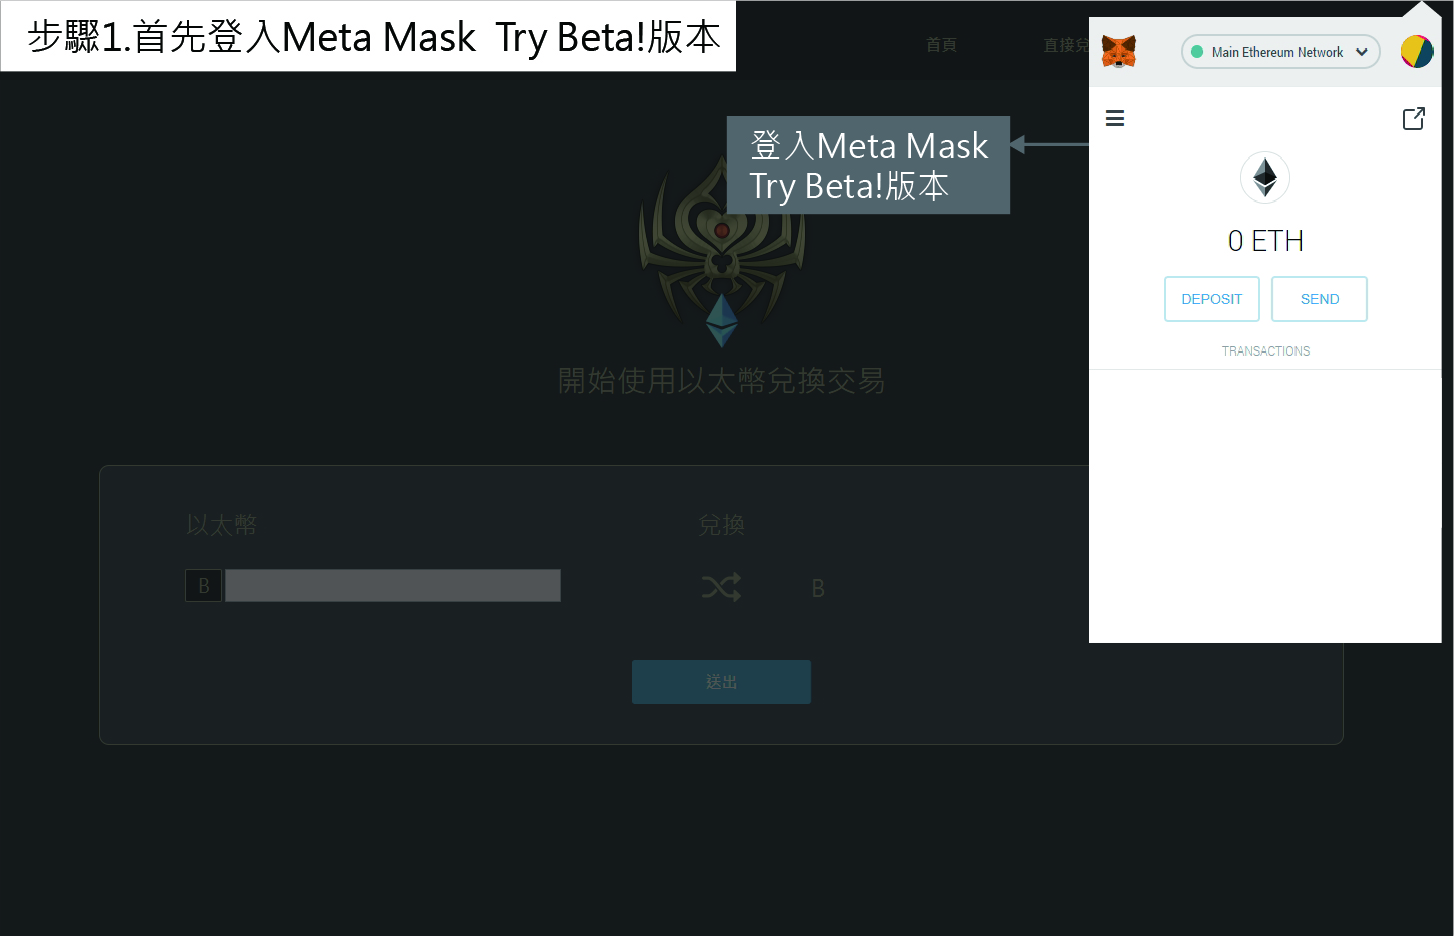 步驟1.首先登入Meta Mask Try Beta!版本
首頁
直接兌
Main Ethereum Network
登入Meta Mask
Try Beta!版本
0 ETH
DEPOSIT
SEND
TRANSACTIONS
開始使用以太幣兌換交易
以太幣
兌換
B
B
送出